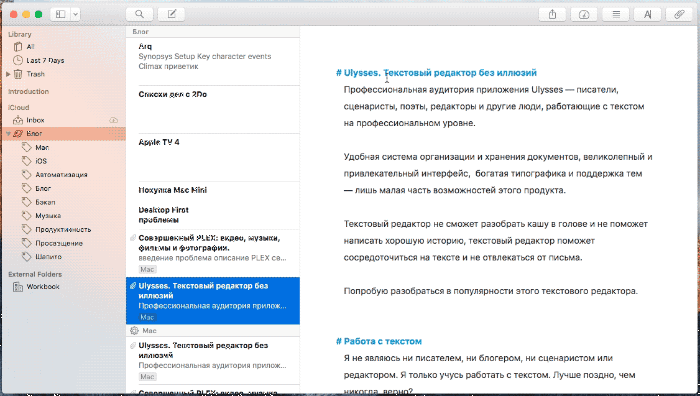 Library
All
Last 7 Days
Trash
Introduction
iCloud
Inbox
Блог
Mac
iOS
Автоматизация
Блог
Бэкап
Музыка
Продуктивность
Просвещение
Шапито
External Folders
Workbook
Блог
Arq
Synopsys Setup Key character events
Climax приветик
Списки дел с 2Do
Apple TV 4
Покупка Mac Mini
Desktop First
проблемы
Совершенный PLEX: видео, музыка,
фильмы и фотографии.
введение проблема описание PLEX се...
Mac
Ulysses. Текстовый редактор без
иллюзий
Профессиональная аудитория прилож...
Mac
Mac
Ulysses. Текстовый редактор без
иллюзий
Профессиональная аудитория прилож...
Mac
Совершенный PLEX: видео, музыка,
# Ulysses. Текстовый редактор без иллюзий
Профессиональная аудитория приложения Ulysses — писатели,
сценаристы, поэты, редакторы и другие люди, работающие с текстом
на профессиональном уровне.
Удобная система организации и хранения документов, великолепный и
привлекательный интерфейс, богатая типографика и поддержка тем
— лишь малая часть возможностей этого продукта.
Текстовый редактор не сможет разобрать кашу в голове и не поможет
написать хорошую историю, текстовый редактор поможет
сосредоточиться на тексте и не отвлекаться от письма.
Попробую разобраться в популярности этого текстового редактора.
# Работа с текстом
Я не являюсь ни писателем, ни блогером, ни сценаристом или
редактором. Я только учусь работать с текстом. Лучше поздно, чем
никогда, верно?